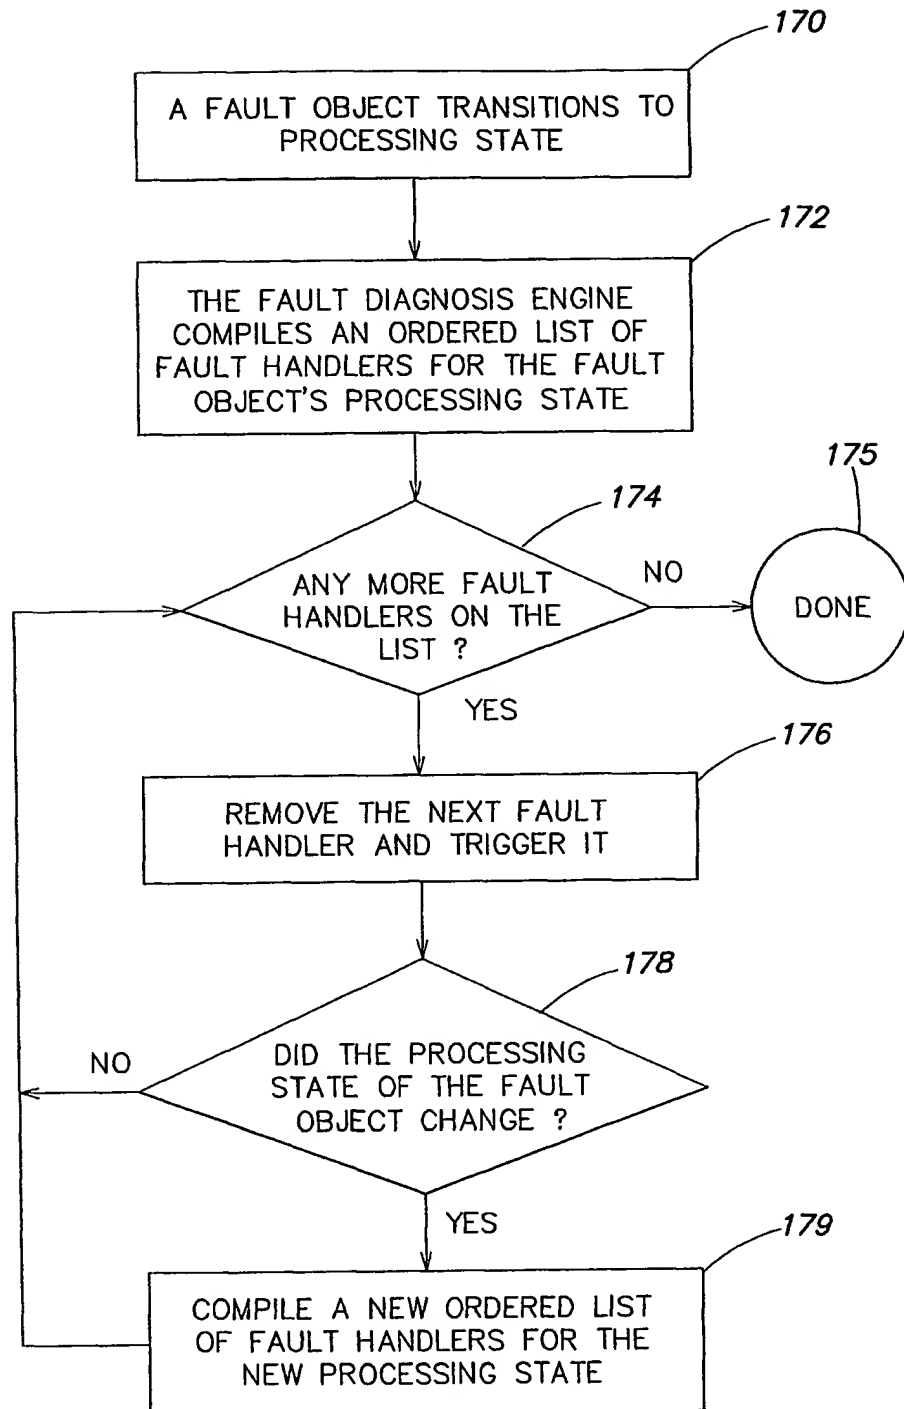 170
A FAULT OBJECT TRANSITIONS TO
PROCESSING STATE
172
THE FAULT DIAGNOSIS ENGINE
COMPILES AN ORDERED LIST OF
FAULT HANDLERS FOR THE FAULT
OBJECT'S PROCESSING STATE
174
175
ANY MORE FAULT
HANDLERS ON THE
LIST ?
NO
DONE
YES
176
REMOVE THE NEXT FAULT
HANDLER AND TRIGGER IT
178
DID THE PROCESSING
STATE OF THE FAULT
OBJECT CHANGE ?
NO
YES
179
COMPILE A NEW ORDERED LIST
OF FAULT HANDLERS FOR THE
NEW PROCESSING STATE